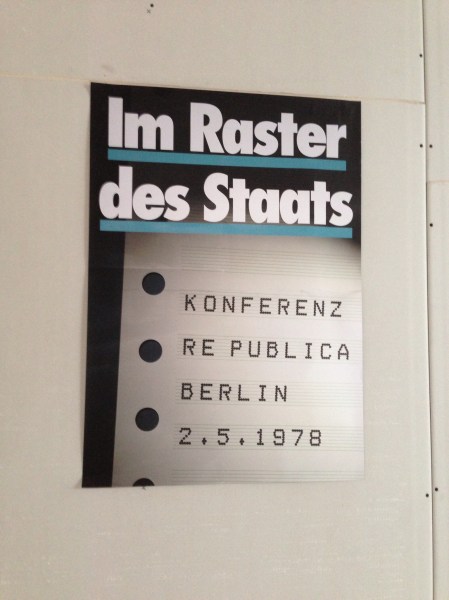 Im Raster
des Staats
KONFERENZ
RE PUBLICA
BERLIN
2.5.1978